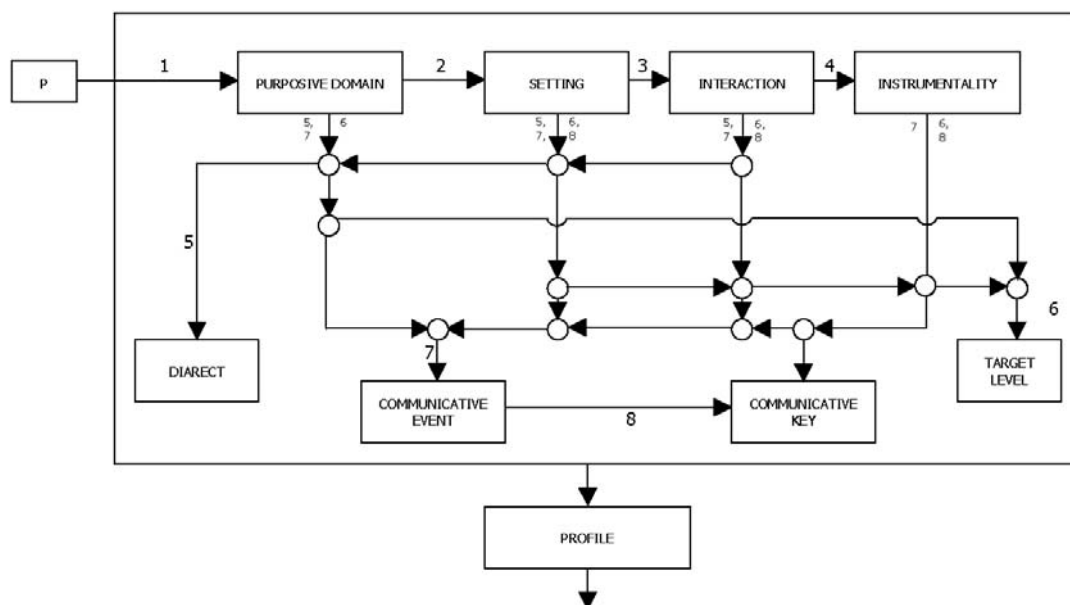 P
1
PURPOSIVE DOMAIN
2
SETTING
3
INTERACTION
4
INSTRUMENTALITY
5,
7
6
5,
7,
6,
8
5,
7
6,
8
7
6,
8
5
6
7
DIARECT
TARGET
LEVEL
COMMUNICATIVE
EVENT
8
COMMUNICATIVE
KEY
PROFILE